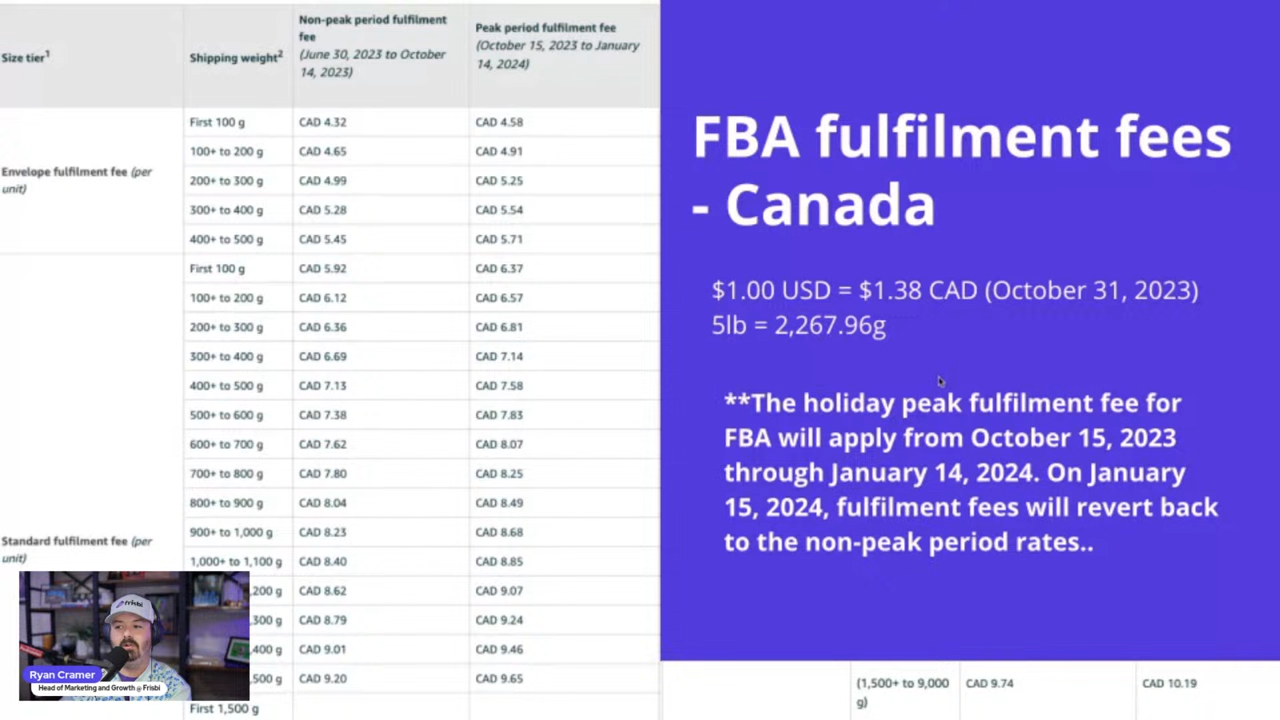 Size tier1
Shipping weight2
Non-peak period fulfilment
fee
(June 30, 2023 to October
14, 2023)
Peak period fulfilment fee
(October 15, 2023 to January
14, 2024)
Envelope fulfilment fee (per
unit)
First 100 g CAD 4.32 CAD 4.58
100+ to 200 g CAD 4.65 CAD 4.91
200+ to 300 g CAD 4.99 CAD 5.25
300+ to 400 g CAD 5.28 CAD 5.54
400+ to 500 g CAD 5.45 CAD 5.71
Standard fulfilment fee (per
unit)
First 100 g CAD 5.92 CAD 6.37
100+ to 200 g CAD 6.12 CAD 6.57
200+ to 300 g CAD 6.36 CAD 6.81
300+ to 400 g CAD 6.69 CAD 7.14
400+ to 500 g CAD 7.13 CAD 7.58
500+ to 600 g CAD 7.38 CAD 7.83
600+ to 700 g CAD 7.62 CAD 8.07
700+ to 800 g CAD 7.80 CAD 8.25
800+ to 900 g CAD 8.04 CAD 8.49
900+ to 1,000 g CAD 8.23 CAD 8.68
1,000+ to 1,100 g CAD 8.40 CAD 8.85
,200 g CAD 8.62 CAD 9.07
,300 g CAD 8.79 CAD 9.24
,400 g CAD 9.01 CAD 9.46
,500 g CAD 9.20 CAD 9.65
First 1,500 g
FBA fulfilment fees
- Canada
$1.00 USD = $1.38 CAD (October 31, 2023)
5lb = 2,267.96g
**The holiday peak fulfilment fee for
FBA will apply from October 15, 2023
through January 14, 2024. On January
15, 2024, fulfilment fees will revert back
to the non-peak period rates..
(1,500+ to 9,000
g)
CAD 9.74 CAD 10.19
frisbi
Ryan Cramer
Head of Marketing and Growth @ Frisbi